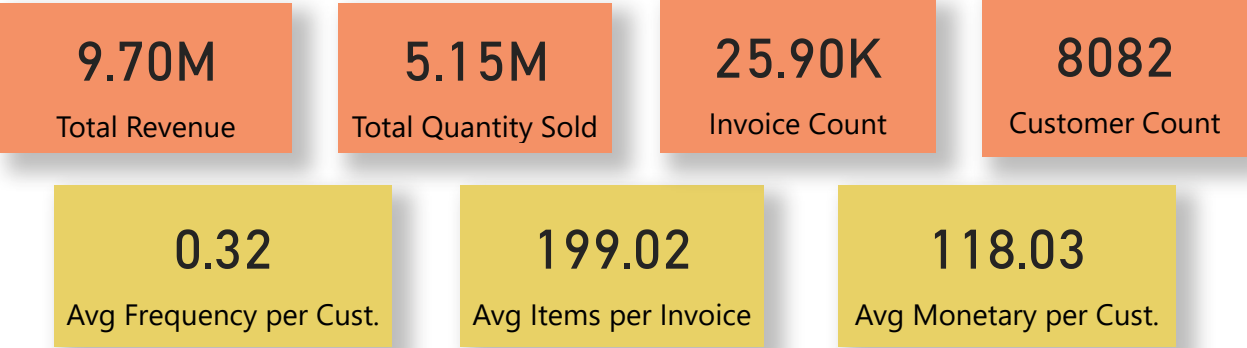 9.70M
Total Revenue
5.15M
Total Quantity Sold
25.90K
Invoice Count
8082
Customer Count
0.32
Avg Frequency per Cust.
199.02
Avg Items per Invoice
118.03
Avg Monetary per Cust.